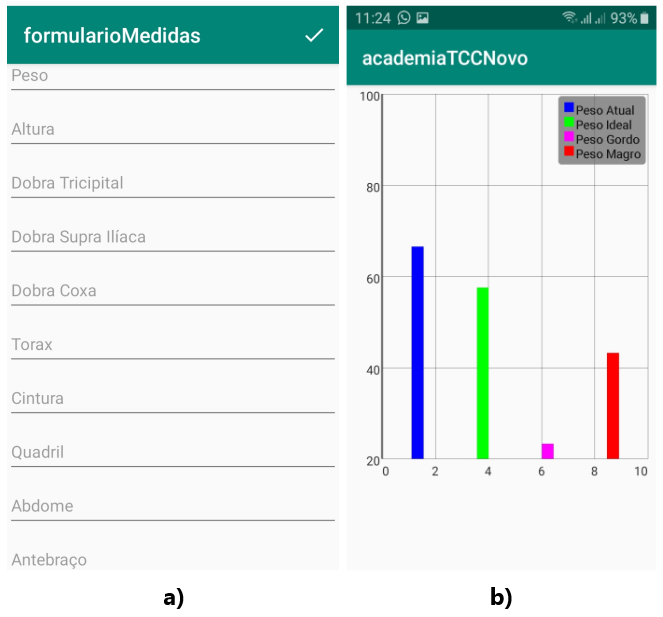 formularioMedidas
Peso
Altura
Dobra Tricipital
Dobra Supra Ilíaca
Dobra Coxa
Torax
Cintura
Quadril
Abdome
Antebraço
a)
11:24 93%
academiaTCCNovo
100
80
60
40
20
0 2 4 6 8 10
Peso Atual
Peso Ideal
Peso Gordo
Peso Magro
b)